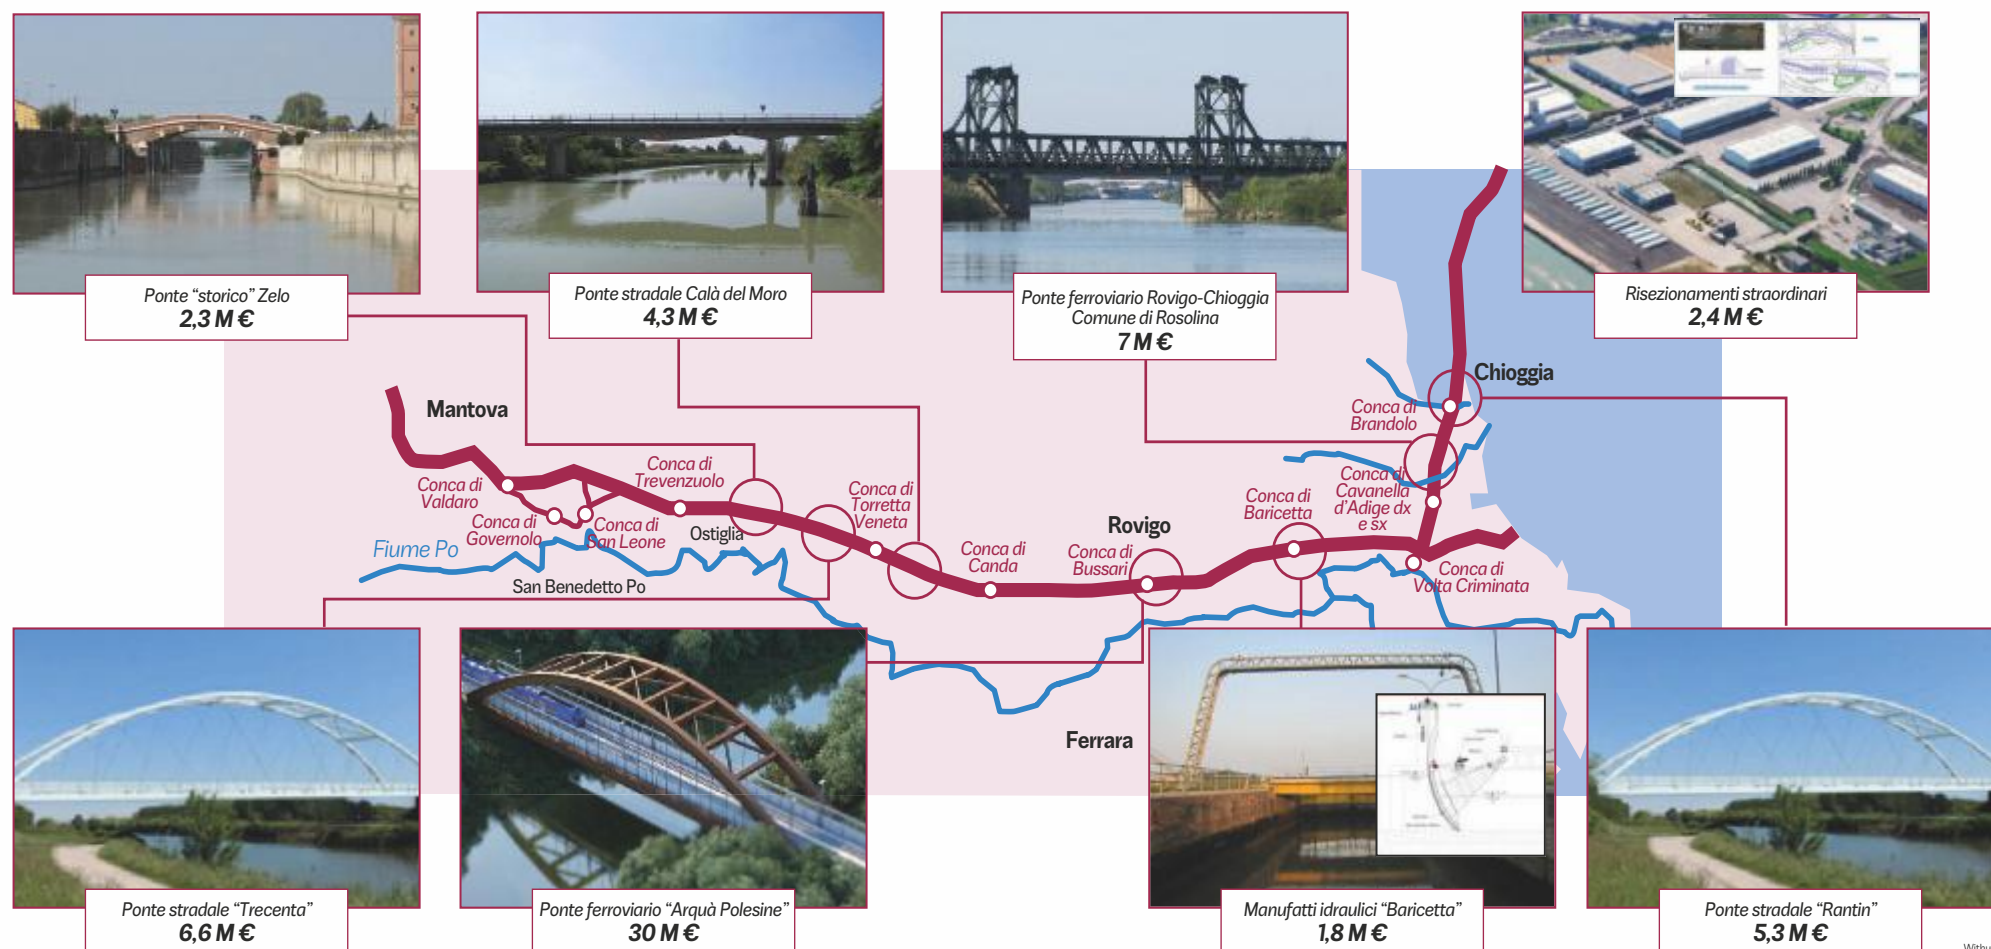 Ponte “storico” Zelo
2,3 M €
Ponte stradale Calà del Moro
4,3 M €
Ponte ferroviario Rovigo-Chioggia
Comune di Rosolina
7 M €
Risezionamenti straordinari
2,4 M €
Mantova
Chioggia
Conca di
Brandolo
Conca di
Valdaro
Conca di
Governolo
Conca di
San Leone
Conca di
Trevenzuolo
Ostiglia
Conca di
Torretta
Veneta
Conca di
Canda
Rovigo
Conca di
Bussari
Conca di
Baricetta
Conca di
Cavanella
d’Adige dx
e sx
Conca di
Volta Criminata
Fiume Po
San Benedetto Po
Ferrara
Ponte stradale “Trecenta”
6,6 M €
Ponte ferroviario “Arquà Polesine”
30 M €
Manufatti idraulici “Baricetta”
1,8 M €
Ponte stradale “Rantin”
5,3 M €